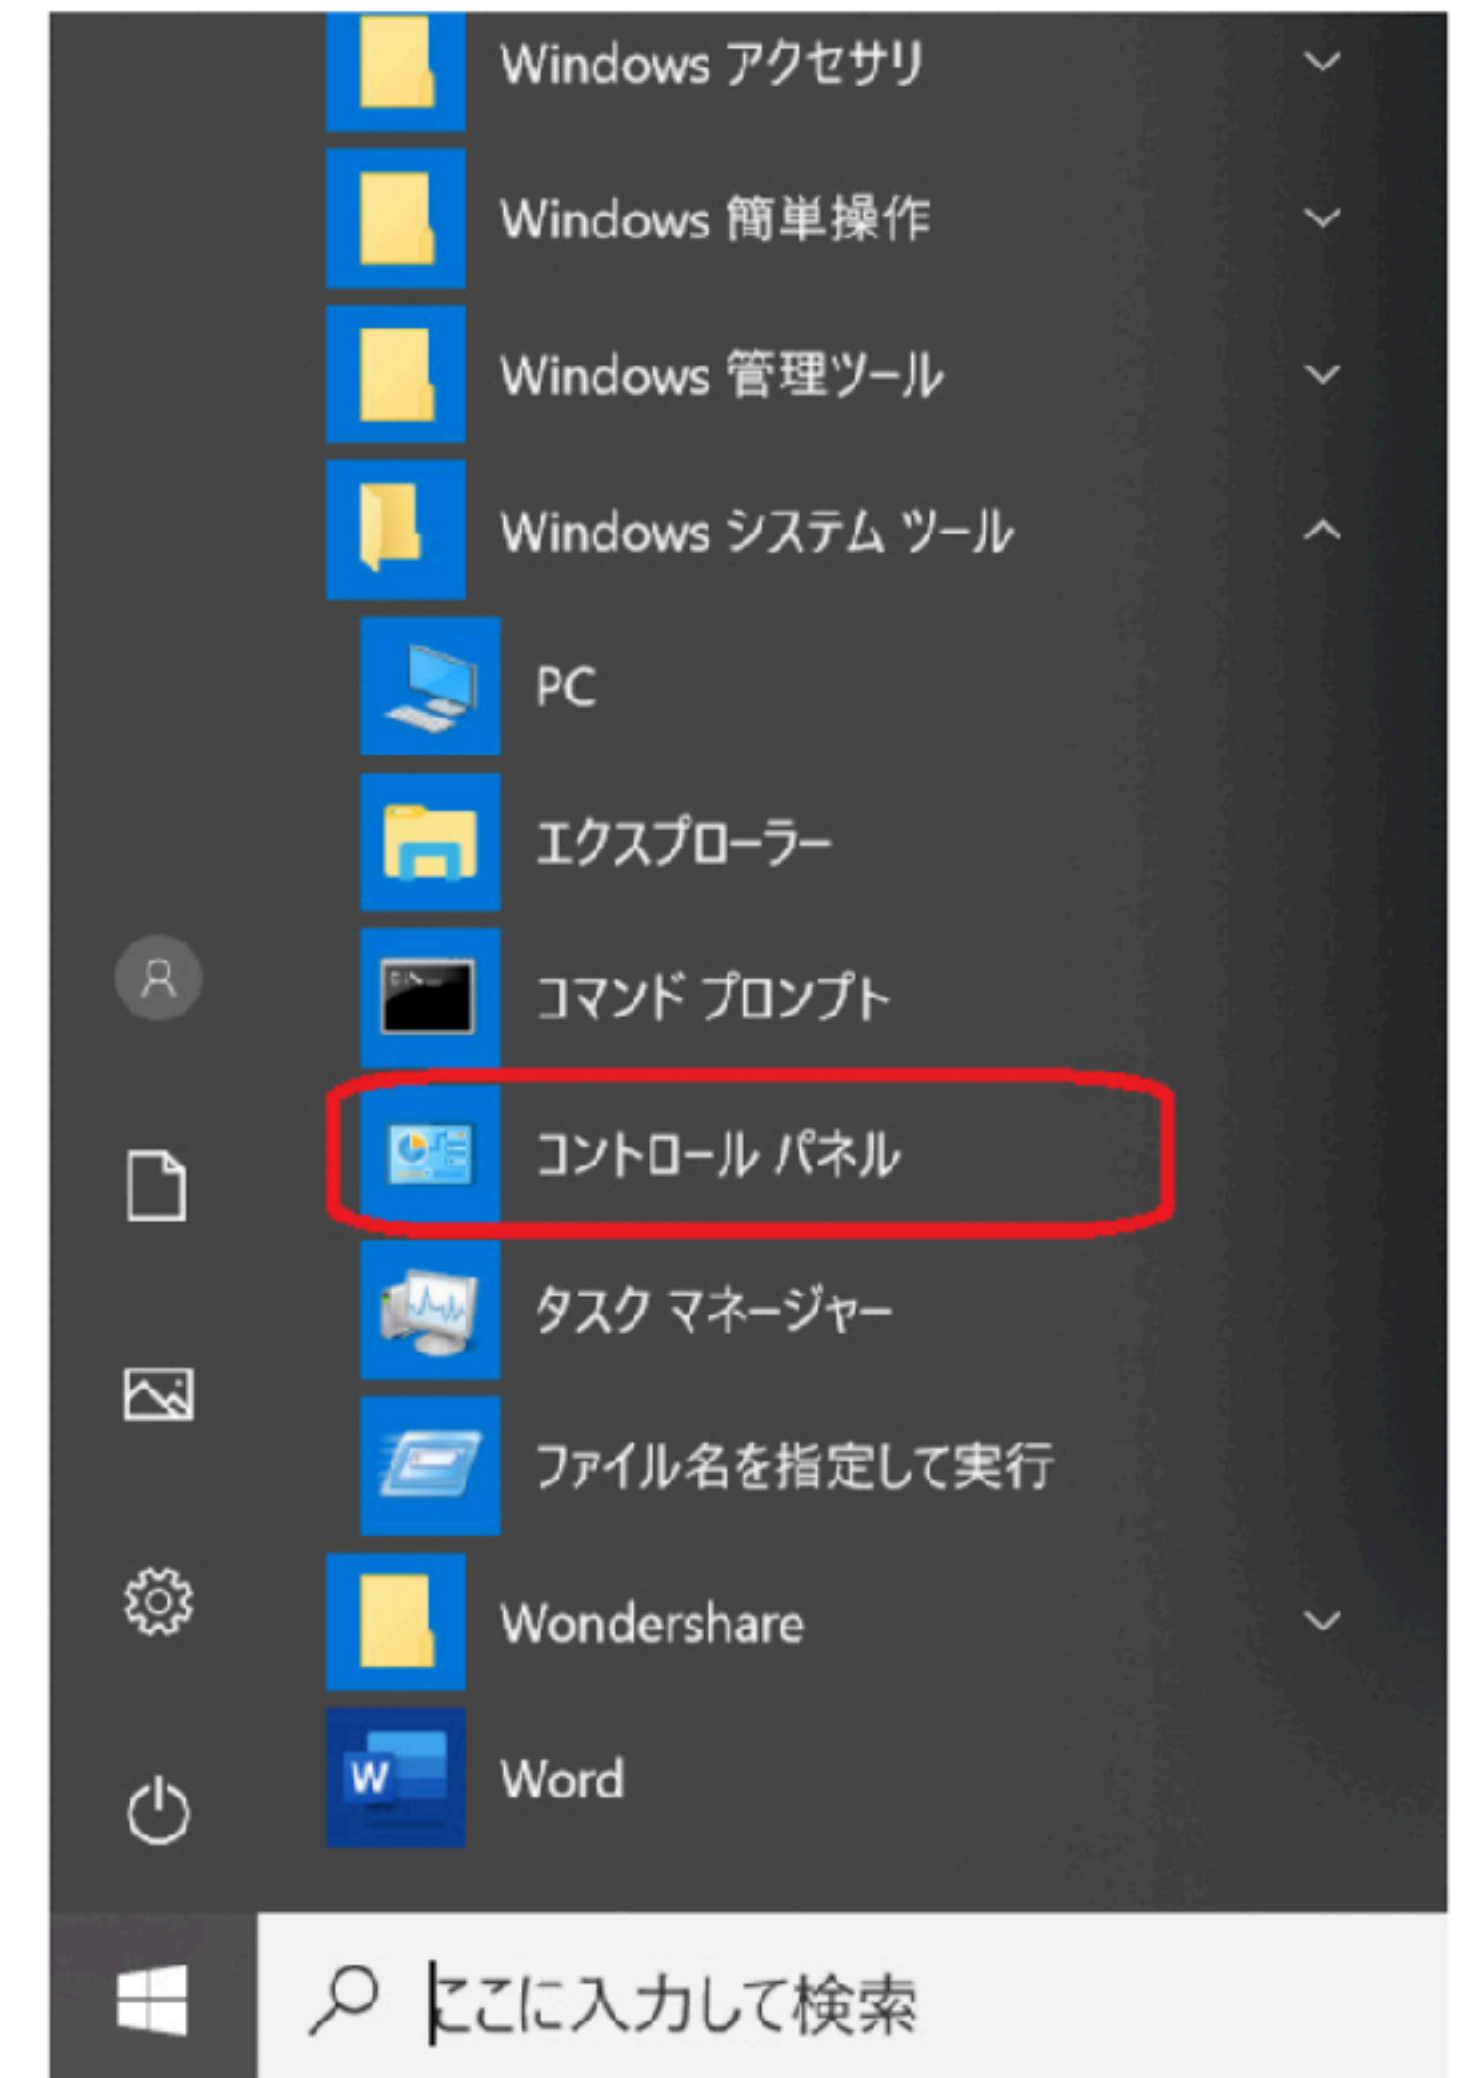 Windows アクセサリ
Windows 簡単操作
Windows 管理ツール
Windows システム ツール
PC
エクスプローラー
コマンド プロンプト
コントロール パネル
タスク マネージャー
ファイル名を指定して実行
Wondershare
W Word
ここに入力して検索